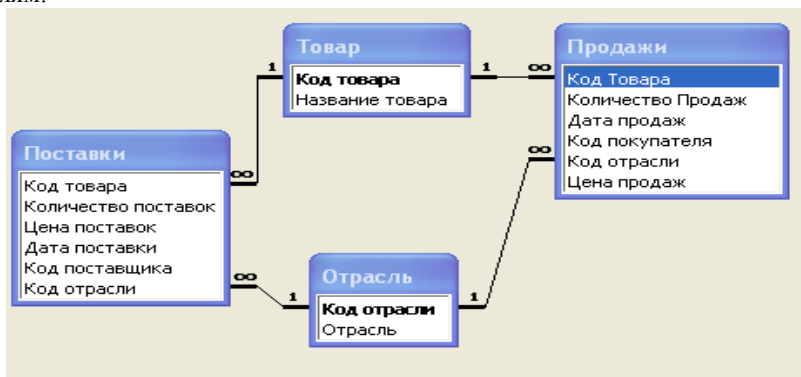 Товар
Код товара
Название товара
Продажи
Код Товара
Количество Продаж
Дата продаж
Код покупателя
Код отрасли
Цена продаж
Поставки
Код товара
Количество поставок
Цена поставок
Дата поставки
Код поставщика
Код отрасли
Отрасль
Код отрасли
Отрасль
1
1
∞
∞
∞
∞
1
1